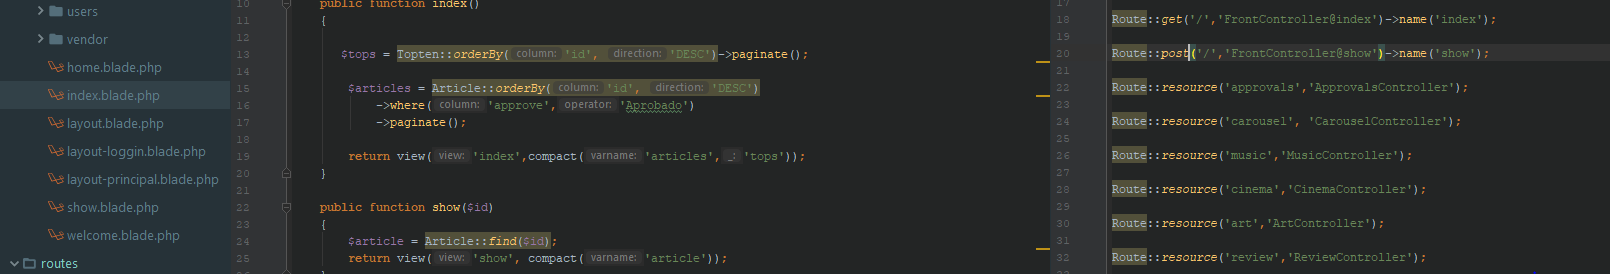 users
vendor
home.blade.php
index.blade.php
layout.blade.php
layout-loggin.blade.php
layout-principal.blade.php
show.blade.php
welcome.blade.php
routes
10 public function index()
11 {
12
13 $tops = Topten::orderBy( column: 'id', direction: 'DESC')->paginate();
14
15 $articles = Article::orderBy( column: 'id', direction: 'DESC')
16 ->where( column: 'approve', operator: 'Aprobado')
17 ->paginate();
18
19 return view( view: 'index',compact( varname: 'articles', _: 'tops'));
20 }
21
22 public function show($id)
23 {
24 $article = Article::find($id);
25 return view( view: 'show', compact( varname: 'article'));
17
18 Route::get('/','FrontController@index')->name('index');
19
20 Route::post('/','FrontController@show')->name('show');
21
22 Route::resource('approvals','ApprovalsController');
23
24 Route::resource('carousel', 'CarouselController');
25
26 Route::resource('music','MusicController');
27
28 Route::resource('cinema','CinemaController');
29
30 Route::resource('art','ArtController');
31
32 Route::resource('review','ReviewController');